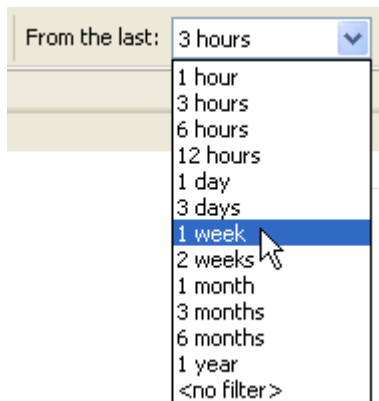 From the last: 3 hours
1 hour
3 hours
6 hours
12 hours
1 day
3 days
1 week
2 weeks
1 month
3 months
6 months
1 year
<no filter>